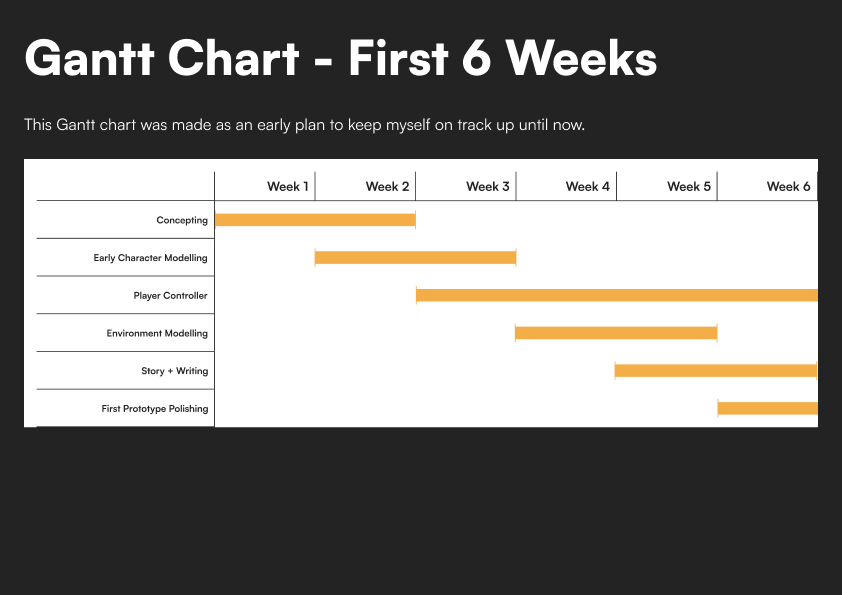 Gantt Chart - First 6 Weeks
This Gantt chart was made as an early plan to keep myself on track up until now.
Week 1 Week 2 Week 3 Week 4 Week 5 Week 6
Concepting
Early Character Modelling
Player Controller
Environment Modelling
Story + Writing
First Prototype Polishing